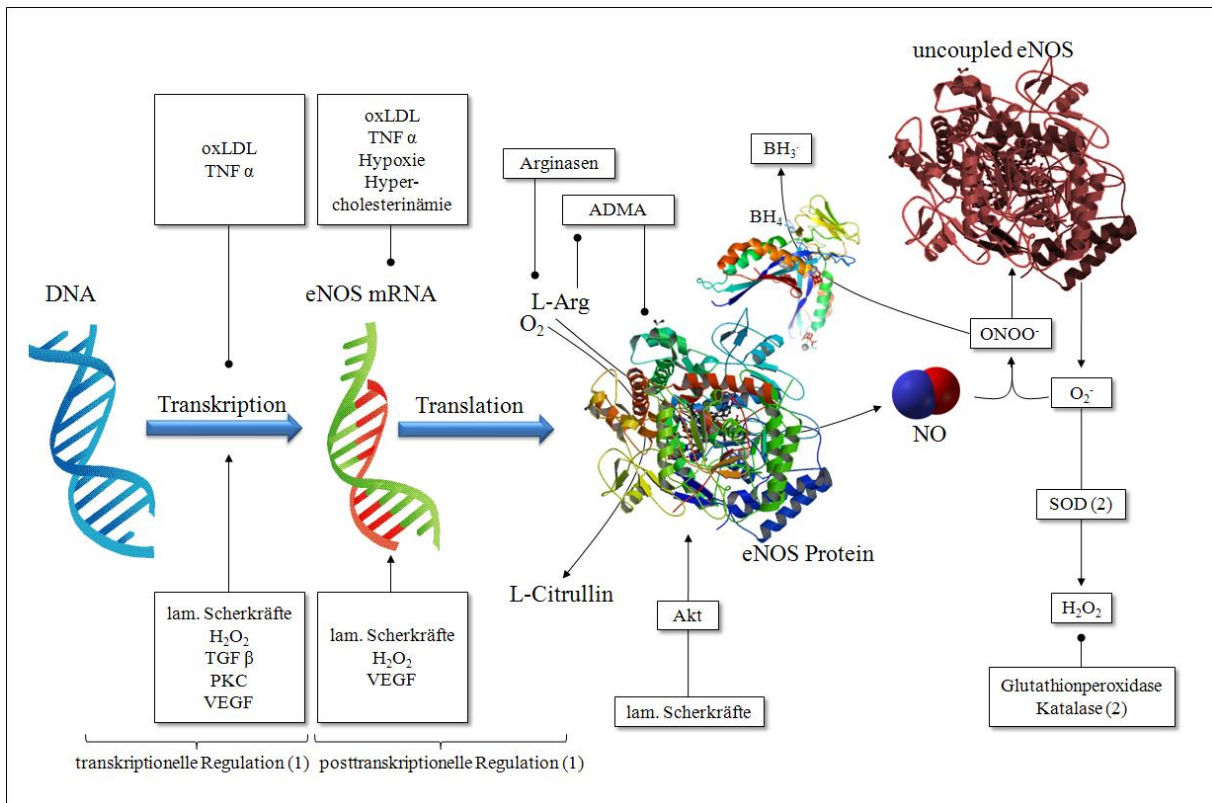 uncoupled eNOS
oxLDL
TNF α
oxLDL
TNF α
Hypoxie
Hyper-
cholesterinämie
Arginasen
ADMA
BH₃·
BH₄
DNA
eNOS mRNA
L-Arg
O₂
ONOO⁻
Transkription
Translation
NO
O₂⁻
SOD (2)
eNOS Protein
L-Citrullin
H₂O₂
Akt
lam. Scherkräfte
H₂O₂
TGF β
PKC
VEGF
lam. Scherkräfte
H₂O₂
VEGF
lam. Scherkräfte
Glutathionperoxidase
Katalase (2)
transkriptionelle Regulation (1)
posttranskriptionelle Regulation (1)